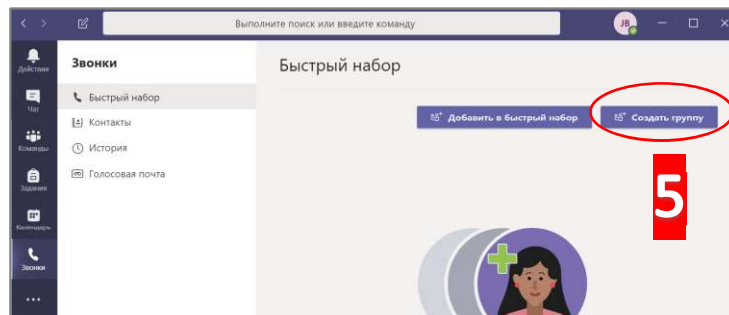 Выполните поиск или введите команду
JB
Действия
Чат
Команды
Задания
Календарь
Звонки
Звонки
Быстрый набор
Контакты
История
Голосовая почта
Быстрый набор
Добавить в быстрый набор
Создать группу
5